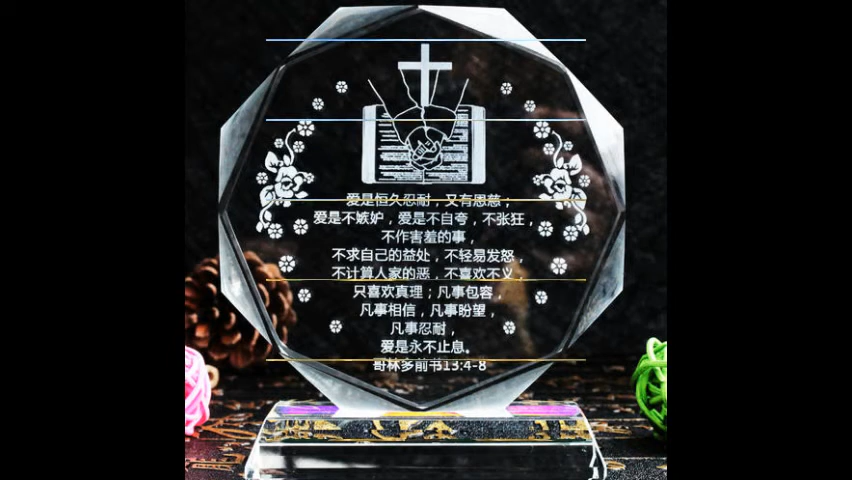 爱是恒久忍耐，又有恩慈；
爱是不嫉妒，爱是不自夸，不张狂，
不作害羞的事，
不求自己的益处，不轻易发怒，
不计算人家的恶，不喜欢不义，
只喜欢真理；凡事包容，
凡事相信，凡事盼望，
凡事忍耐，
爱是永不止息。
哥林多前书13:4-8